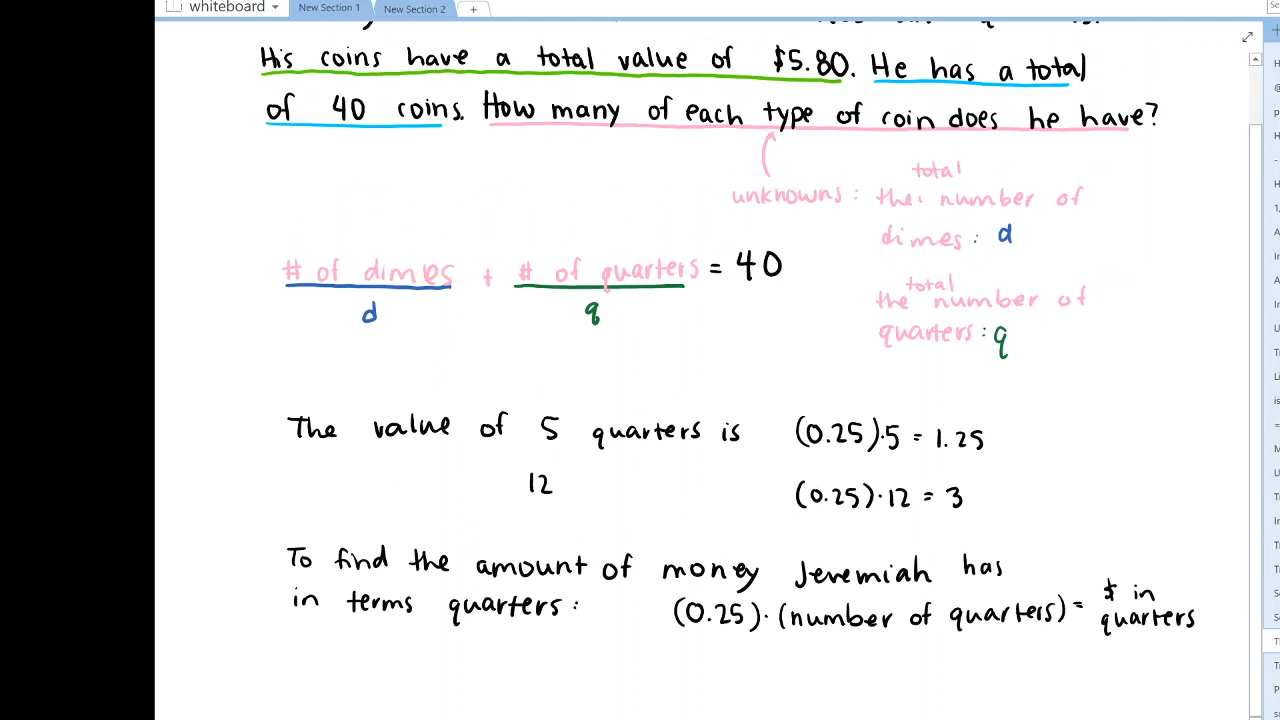 whiteboard
New Section 1
New Section 2
+
His coins have a total value of $5.80. He has a total
of 40 coins. How many of each type of coin does he have?
total
unknowns: the number of
dimes: d
# of dimes + # of quarters = 40
d q
total
the number of
quarters: q
The value of 5 quarters is (0.25)·5 = 1.25
12 (0.25)·12 = 3
To find the amount of money Jeremiah has
in terms quarters: (0.25)·(number of quarters) = $ in
quarters